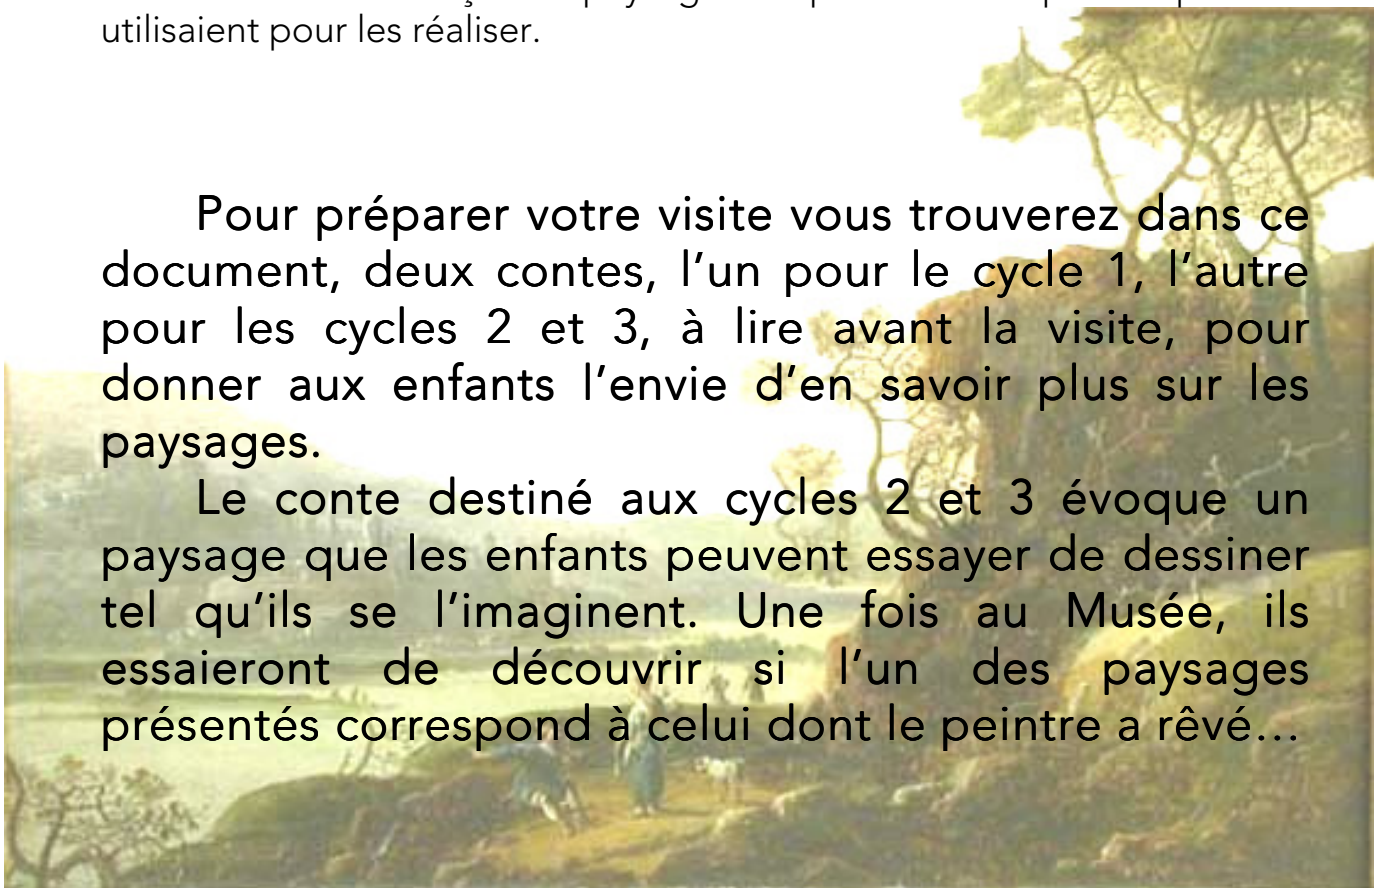 utilisaient pour les réaliser.
Pour préparer votre visite vous trouverez dans ce
document, deux contes, l’un pour le cycle 1, l’autre
pour les cycles 2 et 3, à lire avant la visite, pour
donner aux enfants l’envie d’en savoir plus sur les
paysages.
Le conte destiné aux cycles 2 et 3 évoque un
paysage que les enfants peuvent essayer de dessiner
tel qu’ils se l’imaginent. Une fois au Musée, ils
essaieront de découvrir si l’un des paysages
présentés correspond à celui dont le peintre a rêvé…